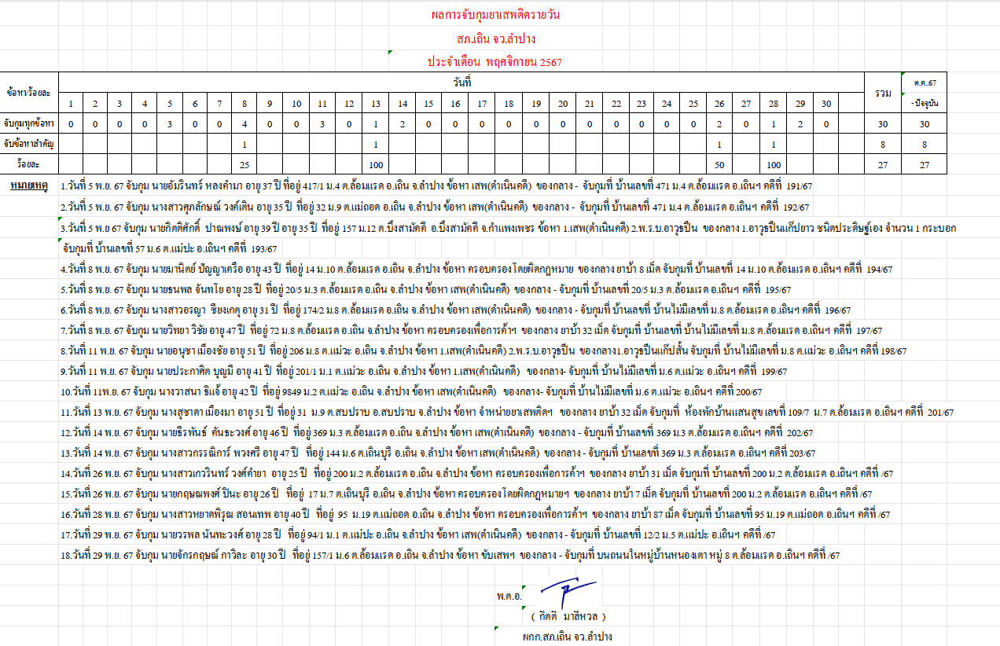 ผลการจับกุมยาเสพติดรายวัน
สภ.เถิน จว.ลำปาง
ประจำเดือน พฤศจิกายน 2567
ข้อหา/ร้อยละ วันที่ รวม ต.ค..67 - ปัจจุบัน
1 2 3 4 5 6 7 8 9 10 11 12 13 14 15 16 17 18 19 20 21 22 23 24 25 26 27 28 29 30
จับกุมทุกข้อหา 0 0 0 0 3 0 0 4 0 0 3 0 1 2 0 0 0 0 0 0 0 0 0 0 0 2 0 1 2 0 30 30
จับข้อหาสำคัญ 1 1 1 1 8 8
ร้อยละ 25 100 50 100 27 27
หมายเหตุ 1.วันที่ 5 พ.ย. 67 จับกุม นายอัมรินทร์ หลงคำมา อายุ 37 ปี ที่อยู่ 417/1 ม.4 ต.ล้อมแรด อ.เถิน จ.ลำปาง ข้อหา เสพ(ดำเนินคดี) ของกลาง - จับกุมที่ บ้านเลขที่ 471 ม.4 ต.ล้อมแรด อ.เถินฯ คดีที่ 191/67
2.วันที่ 5 พ.ย. 67 จับกุม นางสาวศุภลักษณ์ วงค์เติน อายุ 35 ปี ที่อยู่ 32 ม.9 ต.แม่ถอด อ.เถิน จ.ลำปาง ข้อหา เสพ(ดำเนินคดี) ของกลาง - จับกุมที่ บ้านเลขที่ 471 ม.4 ต.ล้อมแรด อ.เถินฯ คดีที่ 192/67
3.วันที่ 5 พ.ย 67 จับกุม นายกิตติศักดิ์ ปาณพงษ์ อายุ 39 ปี อายุ 35 ปี ที่อยู่ 157 ม.12 ต.บึงสามัคคี อ.บึงสามัคคี จ.กำแพงเพชร ข้อหา 1.เสพ(ดำเนินคดี) 2.พ.ร.บ.อาวุธปืน ของกลาง 1.อาวุธปืนแก๊ปยาว ชนิดประดิษฐ์เอง จำนวน 1 กระบอก
จับกุมที่ บ้านเลขที่ 57 ม.6 ต.แม่ปะ อ.เถินฯ คดีที่ 193/67
4.วันที่ 8 พ.ย. 67 จับกุม นายมานิตย์ ปัญญาเครือ อายุ 43 ปี ที่อยู่ 14 ม.10 ต.ล้อมแรด อ.เถิน จ.ลำปาง ข้อหา ครอบครองโดยผิดกฎหมาย ของกลาง ยาบ้า 8 เม็ด จับกุมที่ บ้านเลขที่ 14 ม.10 ต.ล้อมแรด อ.เถินฯ คดีที่ 194/67
5.วันที่ 8 พ.ย. 67 จับกุม นายธนพล จันทโย อายุ 28 ปี ที่อยู่ 20/5 ม.3 ต.ล้อมแรด อ.เถิน จ.ลำปาง ข้อหา เสพ(ดำเนินคดี) ของกลาง - จับกุมที่ บ้านเลขที่ 20/5 ม.3 ต.ล้อมแรด อ.เถินฯ คดีที่ 195/67
6.วันที่ 8 พ.ย. 67 จับกุม นางสาวอรญา ชียงเกตุ อายุ 31 ปี ที่อยู่ 174/2 ม.8 ต.ล้อมแรด อ.เถิน จ.ลำปาง ข้อหา เสพ(ดำเนินคดี) ของกลาง - จับกุมที่ บ้านเลขที่ บ้านไม่มีเลขที่ ม.8 ต.ล้อมแรด อ.เถินฯ คดีที่ 196/67
7.วันที่ 8 พ.ย. 67 จับกุม นายวิทยา วิชัย อายุ 47 ปี ที่อยู่ 72 ม.8 ต.ล้อมแรด อ.เถิน จ.ลำปาง ข้อหา ครอบครองเพื่อการค้าฯ ของกลาง ยาบ้า 32 เม็ด จับกุมที่ บ้านเลขที่ บ้านไม่มีเลขที่ ม.8 ต.ล้อมแรด อ.เถินฯ คดีที่ 197/67
8.วันที่ 11 พ.ย. 67 จับกุม นายอนุชา เมืองชัย อายุ 51 ปี ที่อยู่ 206 ม.8 ต.แม่วะ อ.เถิน จ.ลำปาง ข้อหา 1.เสพ(ดำเนินคดี) 2.พ.ร.บ.อาวุธปืน ของกลาง1.อาวุธปืนแก๊ปสั้น จับกุมที่ บ้านไม่มีเลขที่ ม.8 ต.แม่วะ อ.เถินฯ คดีที่ 198/67
9.วันที่ 11 พ.ย. 67 จับกุม นายประกาศิต บุญมี อายุ 41 ปี ที่อยู่ 201/1 ม.1 ต.แม่วะ อ.เถิน จ.ลำปาง ข้อหา 1.เสพ(ดำเนินคดี) ของกลาง- จับกุมที่ บ้านไม่มีเลขที่ ม.6 ต.แม่วะ อ.เถินฯ คดีที่ 199/67
10.วันที่ 11พ.ย. 67 จับกุม นางวาสนา ธิแจ้ อายุ 42 ปี ที่อยู่ 9849 ม.2 ต.แม่วะ อ.เถิน จ.ลำปาง ข้อหา เสพ(ดำเนินคดี) ของกลาง- จับกุมที่ บ้านไม่มีเลขที่ ม.6 ต.แม่วะ อ.เถินฯ คดีที่ 200/67
11.วันที่ 13 พ.ย. 67 จับกุม นางสุชาดา เมืองมา อายุ 51 ปี ที่อยู่ 31 ม.9 ต.สบปราบ อ.สบปราบ จ.ลำปาง ข้อหา จำหน่ายยาเสพติดฯ ของกลาง ยาบ้า 32 เม็ด จับกุมที่ ห้องพักบ้านแสนสุข เลขที่ 109/7 ม.7 ต.ล้อมแรด อ.เถินฯ คดีที่ 201/67
12.วันที่ 14 พ.ย. 67 จับกุม นายธีรพันธ์ คันธะวงศ์ อายุ 46 ปี ที่อยู่ 369 ม.3 ต.ล้อมแรด อ.เถิน จ.ลำปาง ข้อหา เสพ(ดำเนินคดี) ของกลาง - จับกุมที่ บ้านเลขที่ 369 ม.3 ต.ล้อมแรด อ.เถินฯ คดีที่ 202/67
13.วันที่ 14 พ.ย. 67 จับกุม นางสาวกรรณิการ์ พวงศรี อายุ 47 ปี ที่อยู่ 144 ม.6 ต.เถินบุรี อ.เถิน จ.ลำปาง ข้อหา เสพ(ดำเนินคดี) ของกลาง - จับกุมที่ บ้านเลขที่ 369 ม.3 ต.ล้อมแรด อ.เถินฯ คดีที่ 203/67
14.วันที่ 26 พ.ย. 67 จับกุม นางสาวเกวรินทร์ วงศ์คำยา อายุ 25 ปี ที่อยู่ 200 ม.2 ต.ล้อมแรด อ.เถิน จ.ลำปาง ข้อหา ครอบครองเพื่อการค้าฯ ของกลาง ยาบ้า 31 เม็ด จับกุมที่ บ้านเลขที่ 200 ม.2 ต.ล้อมแรด อ.เถินฯ คดีที่ /67
15.วันที่ 26 พ.ย. 67 จับกุม นายกฤษณพงศ์ ปินะ อายุ 26 ปี ที่อยู่ 17 ม.7 ต.เถินบุรี อ.เถิน จ.ลำปาง ข้อหา ครอบครองโดยผิดกฎหมายฯ ของกลาง ยาบ้า 7 เม็ด จับกุมที่ บ้านเลขที่ 200 ม.2 ต.ล้อมแรด อ.เถินฯ คดีที่ /67
16.วันที่ 28 พ.ย. 67 จับกุม นางสาวหยาดพิรุณ สอนเทพ อายุ 40 ปี ที่อยู่ 95 ม.19 ต.แม่ถอด อ.เถิน จ.ลำปาง ข้อหา ครอบครองเพื่อการค้าฯ ของกลาง ยาบ้า 87 เม็ด จับกุมที่ บ้านเลขที่ 95 ม.19 ต.แม่ถอด อ.เถินฯ คดีที่ /67
17.วันที่ 29 พ.ย. 67 จับกุม นายวรพล นันทะวงศ์ อายุ 28 ปี ที่อยู่ 94/1 ม.1 ต.แม่ปะ อ.เถิน จ.ลำปาง ข้อหา เสพ(ดำเนินคดี) ของกลาง - จับกุมที่ บ้านเลขที่ 12/2 ม.5 ต.แม่ปะ อ.เถินฯ คดีที่ /67
18.วันที่ 29 พ.ย. 67 จับกุม นายจักรกฤษณ์ กาวิละ อายุ 30 ปี ที่อยู่ 157/1 ม.6 ต.ล้อมแรด อ.เถิน จ.ลำปาง ข้อหา ขับเสพฯ ของกลาง - จับกุมที่ บนถนนในหมู่บ้านหนองเตา หมู่ 8 ต.ล้อมแรด อ.เถินฯ คดีที่ /67
พ.ต.อ.
( กิตติ มาลีหวล )
ผกก.สภ.เถิน จว.ลำปาง